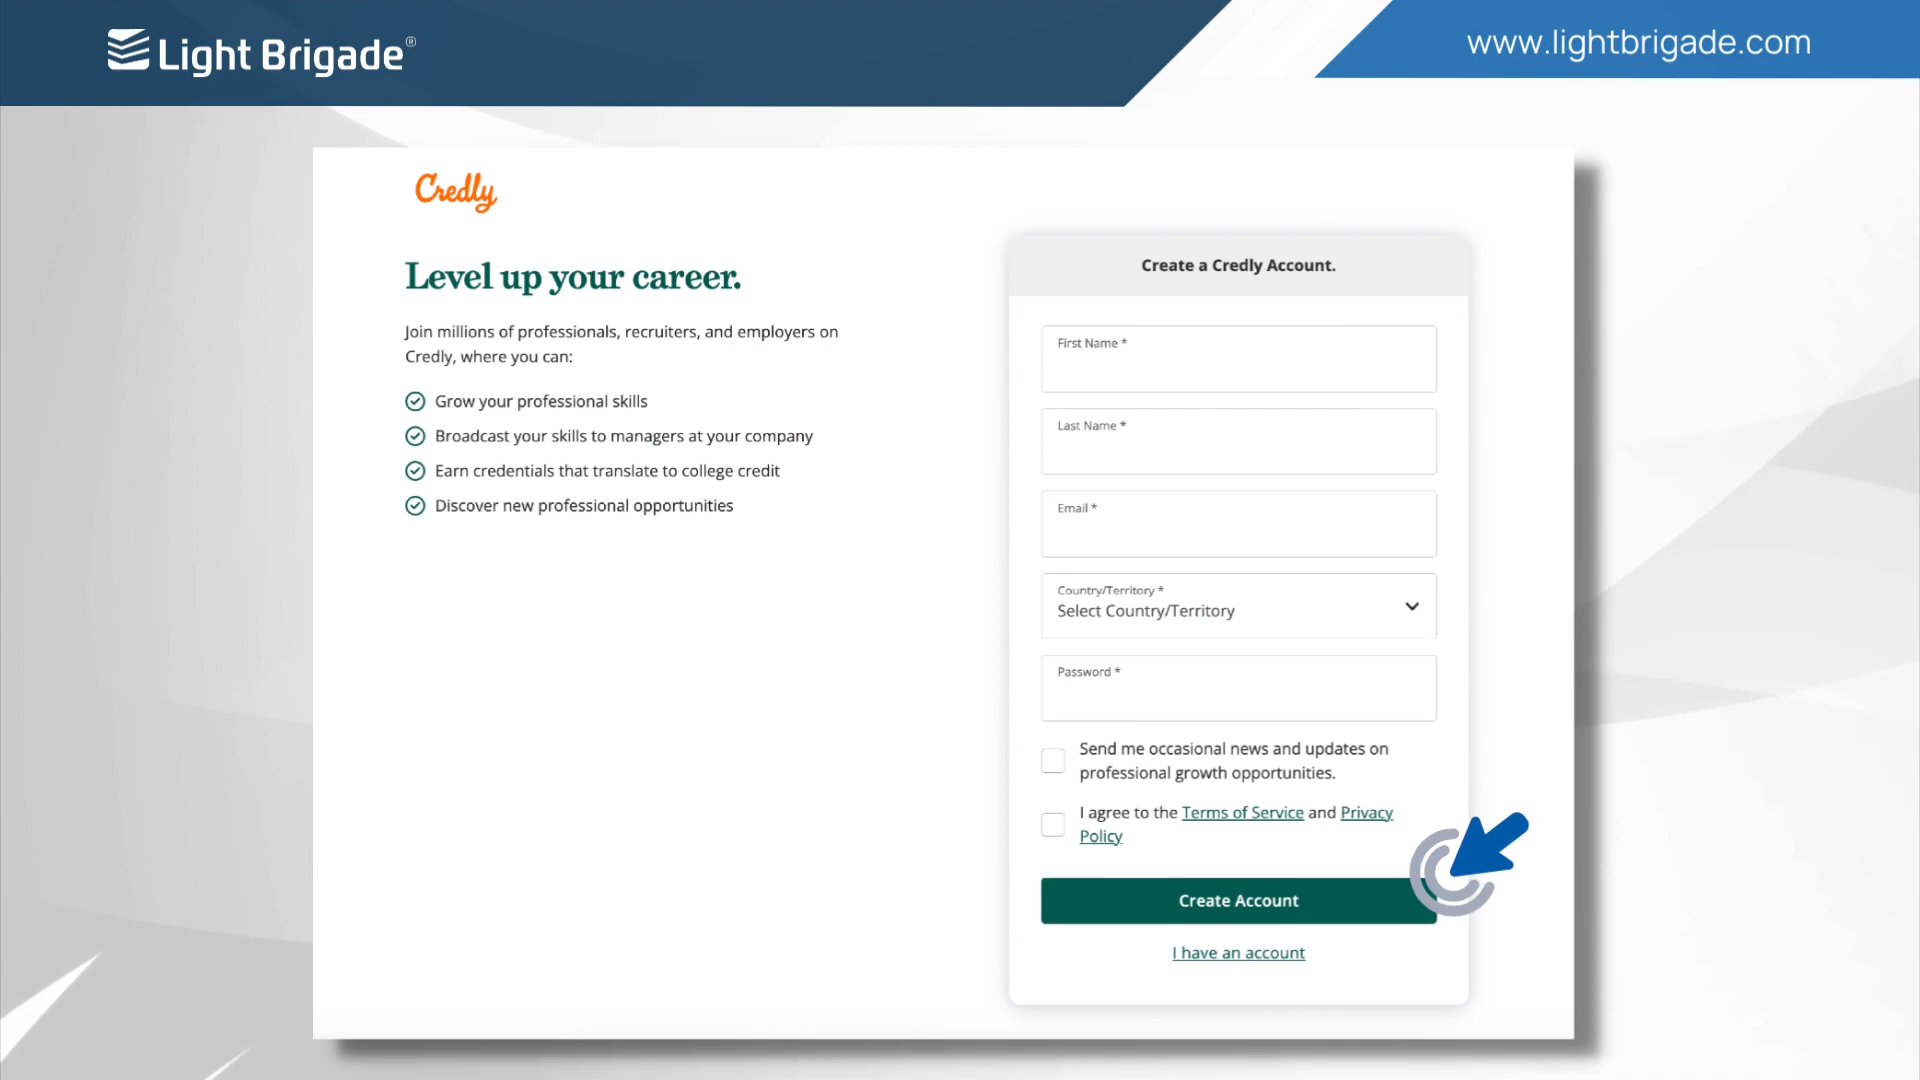 Light Brigade®
www.lightbrigade.com
Credly
Level up your career.
Join millions of professionals, recruiters, and employers on
Credly, where you can:
Grow your professional skills
Broadcast your skills to managers at your company
Earn credentials that translate to college credit
Discover new professional opportunities
Create a Credly Account.
First Name *
Last Name *
Email *
Country/Territory *
Select Country/Territory
Password *
Send me occasional news and updates on
professional growth opportunities.
I agree to the Terms of Service and Privacy
Policy
Create Account
I have an account